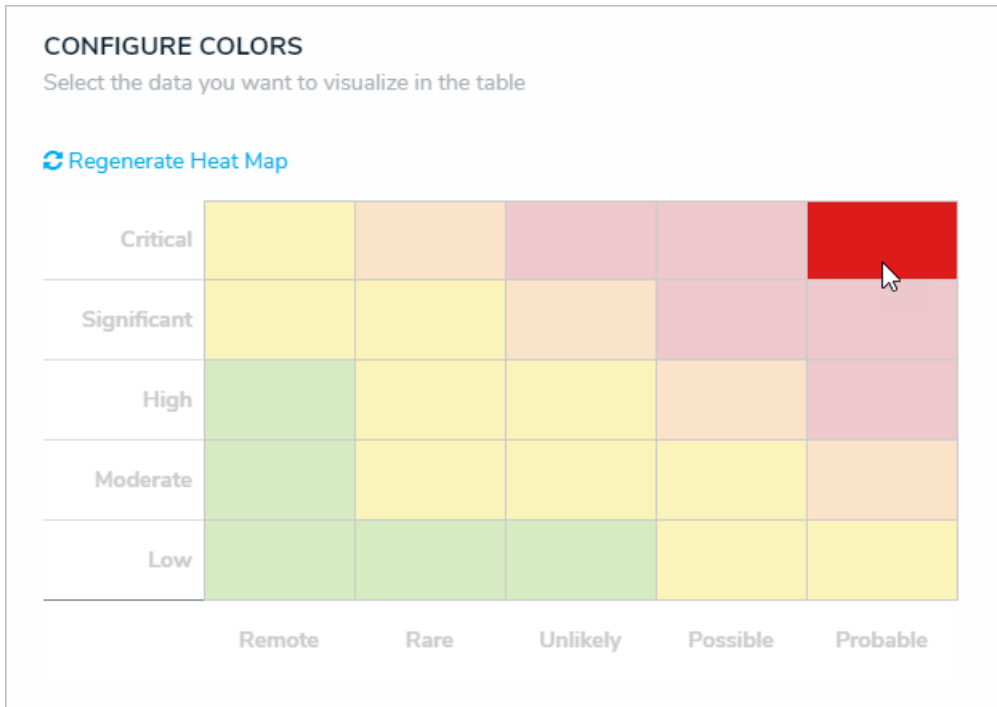 CONFIGURE COLORS
Select the data you want to visualize in the table
Regenerate Heat Map
Critical
Significant
High
Moderate
Low
Remote Rare Unlikely Possible Probable